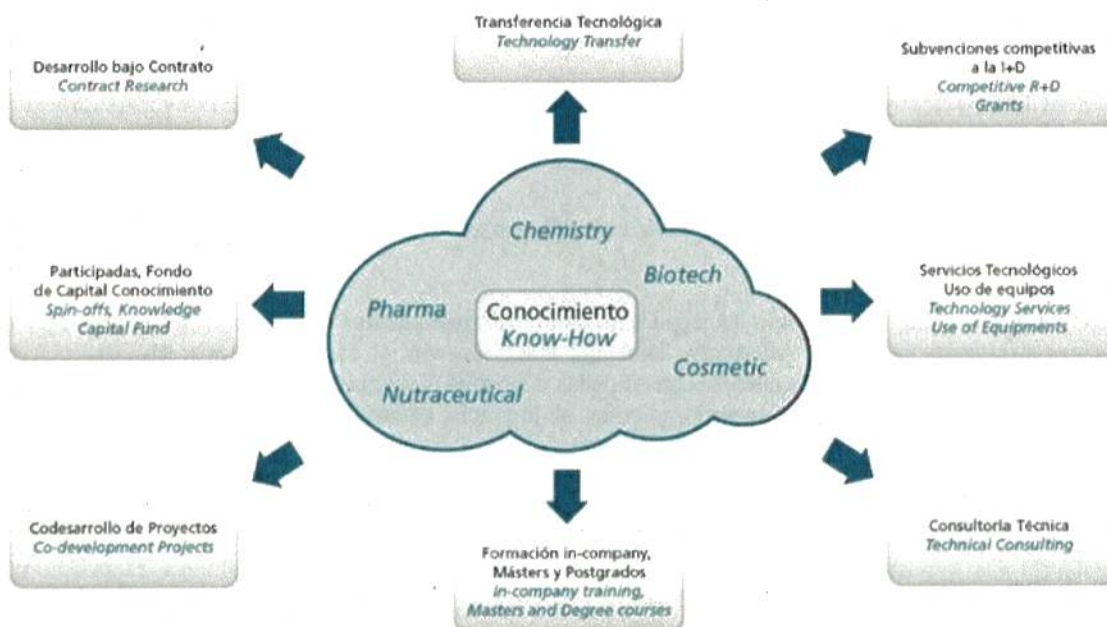 Transferencia Tecnológica
Technology Transfer
Desarrollo bajo Contrato
Contract Research
Subvenciones competitivas
a la I+D
Competitive R+D
Grants
Chemistry
Biotech
Pharma
Conocimiento
Know-How
Cosmetic
Nutraceutical
Participadas, Fondo
de Capital Conocimiento
Spin-offs, Knowledge
Capital Fund
Servicios Tecnológicos
Uso de equipos
Technology Services
Use of Equipments
Codesarrollo de Proyectos
Co-development Projects
Formación in-company,
Másters y Postgrados
In-company training,
Masters and Degree courses
Consultoría Técnica
Technical Consulting